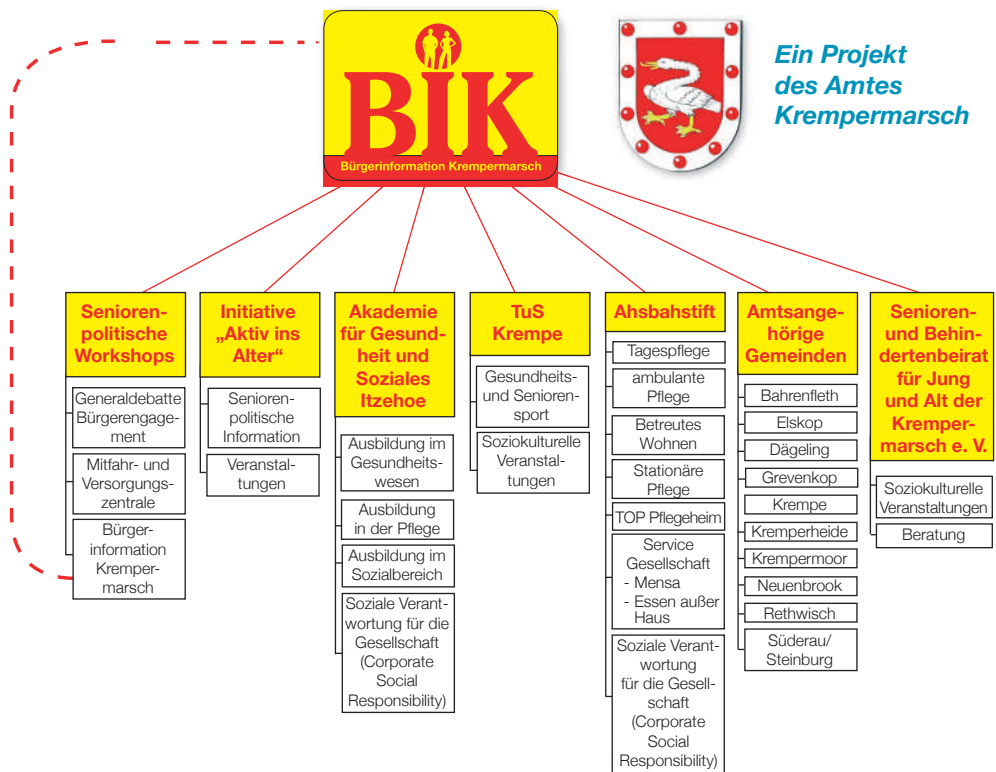 BIK
Bürgerinformation Krempermarsch
Ein Projekt
des Amtes
Krempermarsch
Senioren-
politische
Workshops
Generaldebatte
Bürgerengage-
ment
Mitfahr- und
Versorgungs-
zentrale
Bürger-
information
Kremper-
marsch
Initiative
„Aktiv ins
Alter“
Senioren-
politische
Information
Veranstal-
tungen
Akademie
für Gesund-
heit und
Soziales
Itzehoe
Ausbildung im
Gesundheits-
wesen
Ausbildung
in der Pflege
Ausbildung im
Sozialbereich
Soziale Verant-
wortung für die
Gesellschaft
(Corporate
Social
Responsibility)
TuS
Krempe
Gesundheits-
und Senioren-
sport
Soziokulturelle
Veranstal-
tungen
Ahsbahstift
Tagespflege
ambulante
Pflege
Betreutes
Wohnen
Stationäre
Pflege
TOP Pflegeheim
Service
Gesellschaft
- Mensa
- Essen außer
Haus
Soziale Verant-
wortung
für die Gesell-
schaft
(Corporate
Social
Responsibility)
Amtsange-
hörige
Gemeinden
Bahrenfleth
Elskop
Dägeling
Grevenkop
Krempe
Kremperheide
Krempermoor
Neuenbrook
Rethwisch
Süderau/
Steinburg
Senioren-
und Behin-
dertenbeirat
für Jung
und Alt der
Kremper-
marsch e. V.
Soziokulturelle
Veranstaltungen
Beratung